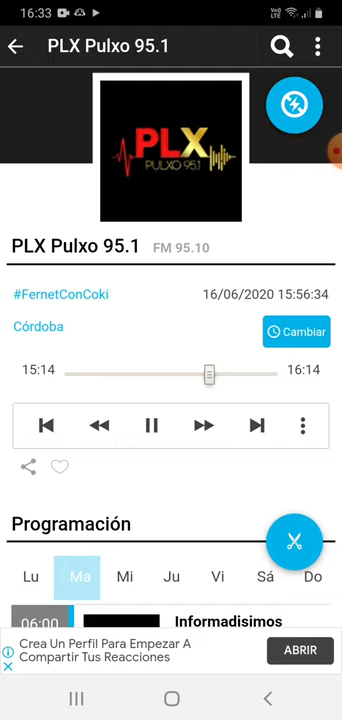 16:33
PLX Pulxo 95.1
PLX
PULXO 95.1
PLX Pulxo 95.1 FM 95.10
#FernetConCoki 16/06/2020 15:56:34
Córdoba Cambiar
15:14 16:14
Programación
Lu Ma Mi Ju Vi Sá Do
06:00 Informadisimos
Crea Un Perfil Para Empezar A
Compartir Tus Reacciones
ABRIR